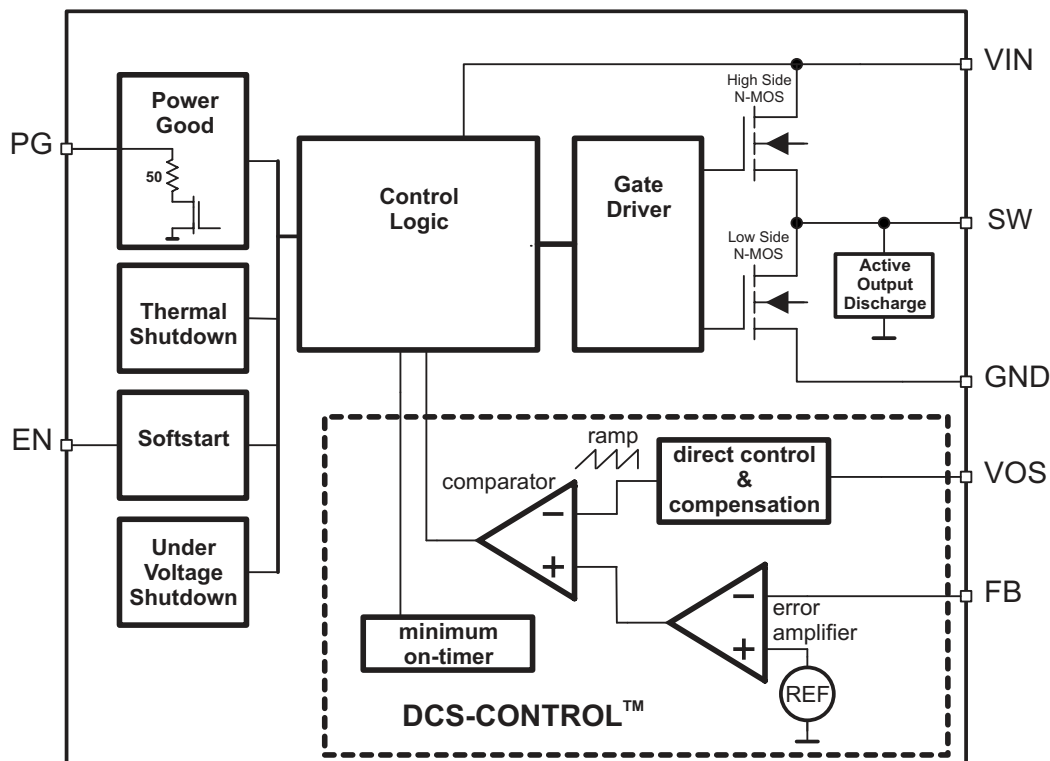 VIN
High Side
N-MOS
Power
Good
PG
50
Control
Logic
Gate
Driver
SW
Low Side
N-MOS
Active
Output
Discharge
Thermal
Shutdown
GND
EN
Softstart
ramp
direct control
&
compensation
VOS
comparator
−
+
Under
Voltage
Shutdown
FB
−
+
error
amplifier
minimum
on-timer
REF
DCS-CONTROL™